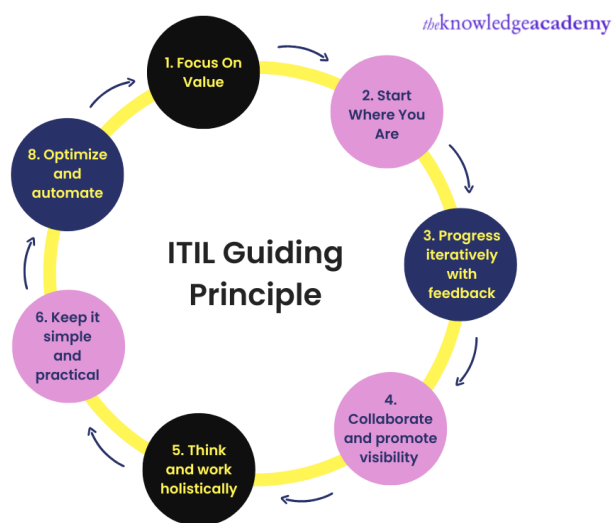 theknowledgeacademy
1. Focus On
Value
2. Start
Where You
Are
3. Progress
iteratively
with
feedback
4.
Collaborate
and promote
visibility
5. Think
and work
holistically
6. Keep it
simple
and
practical
8. Optimize
and
automate
ITIL Guiding
Principle